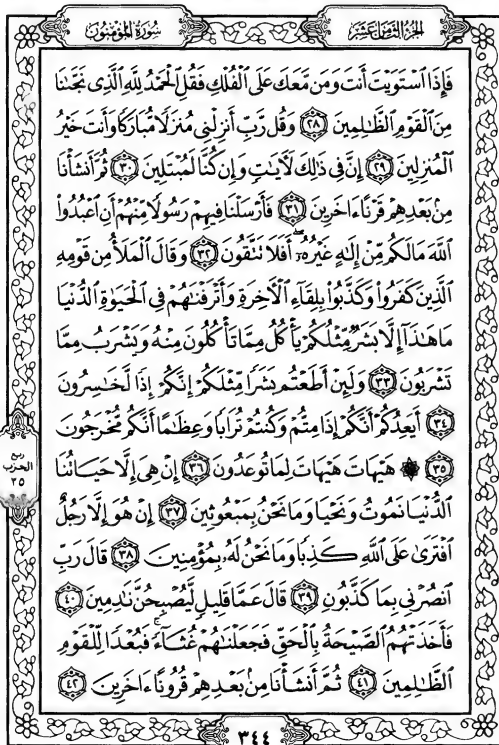 الجزء الثامن عشر
سورة المؤمنون
فَإِذَا ٱسْتَوَيْتَ أَنتَ وَمَن مَّعَكَ عَلَى ٱلْفُلْكِ فَقُلِ ٱلْحَمْدُ لِلَّهِ ٱلَّذِى نَجَّىٰنَا
مِنَ ٱلْقَوْمِ ٱلظَّـٰلِمِينَ ٢٨ وَقُل رَّبِّ أَنزِلْنِى مُنزَلًا مُّبَارَكًا وَأَنتَ خَيْرُ
ٱلْمُنزِلِينَ ٢٩ إِنَّ فِى ذَٰلِكَ لَـَٔايَـٰتٍ وَإِن كُنَّا لَمُبْتَلِينَ ٣٠ ثُمَّ أَنشَأْنَا
مِنۢ بَعْدِهِمْ قَرْنًا ءَاخَرِينَ ٣١ فَأَرْسَلْنَا فِيهِمْ رَسُولًا مِّنْهُمْ أَنِ ٱعْبُدُوا۟
ٱللَّهَ مَا لَكُم مِّنْ إِلَـٰهٍ غَيْرُهُۥٓ ۖ أَفَلَا تَتَّقُونَ ٣٢ وَقَالَ ٱلْمَلَأُ مِن قَوْمِهِ
ٱلَّذِينَ كَفَرُوا۟ وَكَذَّبُوا۟ بِلِقَآءِ ٱلْـَٔاخِرَةِ وَأَتْرَفْنَـٰهُمْ فِى ٱلْحَيَوٰةِ ٱلدُّنْيَا
مَا هَـٰذَآ إِلَّا بَشَرٌ مِّثْلُكُمْ يَأْكُلُ مِمَّا تَأْكُلُونَ مِنْهُ وَيَشْرَبُ مِمَّا
تَشْرَبُونَ ٣٣ وَلَئِنْ أَطَعْتُم بَشَرًا مِّثْلَكُمْ إِنَّكُمْ إِذًا لَّخَـٰسِرُونَ
٣٤ أَيَعِدُكُمْ أَنَّكُمْ إِذَا مِتُّمْ وَكُنتُمْ تُرَابًا وَعِظَـٰمًا أَنَّكُم مُّخْرَجُونَ
٣٥ ۞ هَيْهَاتَ هَيْهَاتَ لِمَا تُوعَدُونَ ٣٦ إِنْ هِىَ إِلَّا حَيَاتُنَا
ٱلدُّنْيَا نَمُوتُ وَنَحْيَا وَمَا نَحْنُ بِمَبْعُوثِينَ ٣٧ إِنْ هُوَ إِلَّا رَجُلٌ
ٱفْتَرَىٰ عَلَى ٱللَّهِ كَذِبًا وَمَا نَحْنُ لَهُۥ بِمُؤْمِنِينَ ٣٨ قَالَ رَبِّ
ٱنصُرْنِى بِمَا كَذَّبُونِ ٣٩ قَالَ عَمَّا قَلِيلٍ لَّيُصْبِحُنَّ نَـٰدِمِينَ ٤٠
فَأَخَذَتْهُمُ ٱلصَّيْحَةُ بِٱلْحَقِّ فَجَعَلْنَـٰهُمْ غُثَآءً ۚ فَبُعْدًا لِّلْقَوْمِ
ٱلظَّـٰلِمِينَ ٤١ ثُمَّ أَنشَأْنَا مِنۢ بَعْدِهِمْ قُرُونًا ءَاخَرِينَ ٤٢
ربع
الحزب
٣٥
٣٤٤